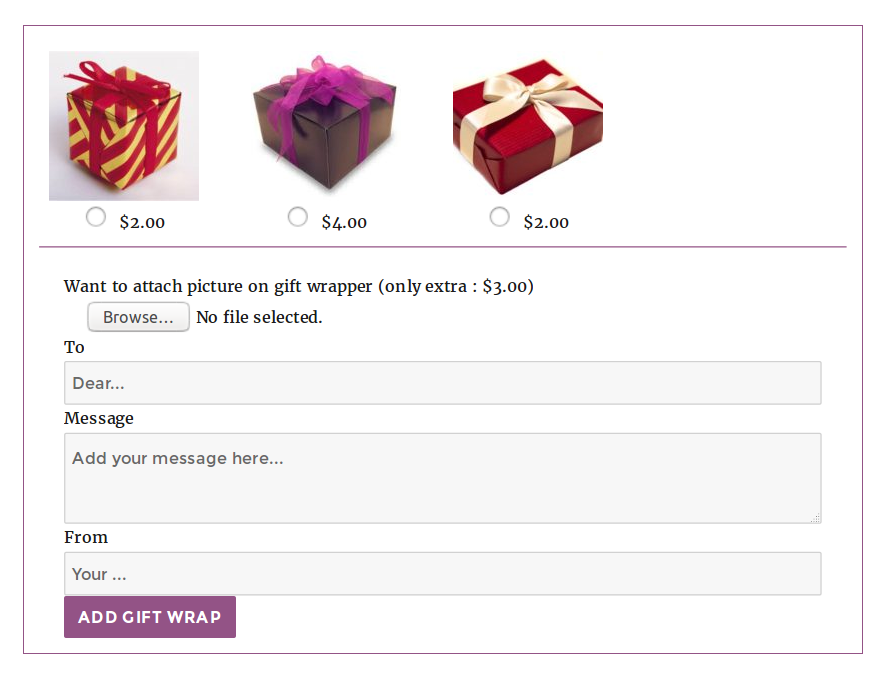 $2.00 $4.00 $2.00
Want to attach picture on gift wrapper (only extra : $3.00)
Browse... No file selected.
To
Dear...
Message
Add your message here...
From
Your ...
ADD GIFT WRAP